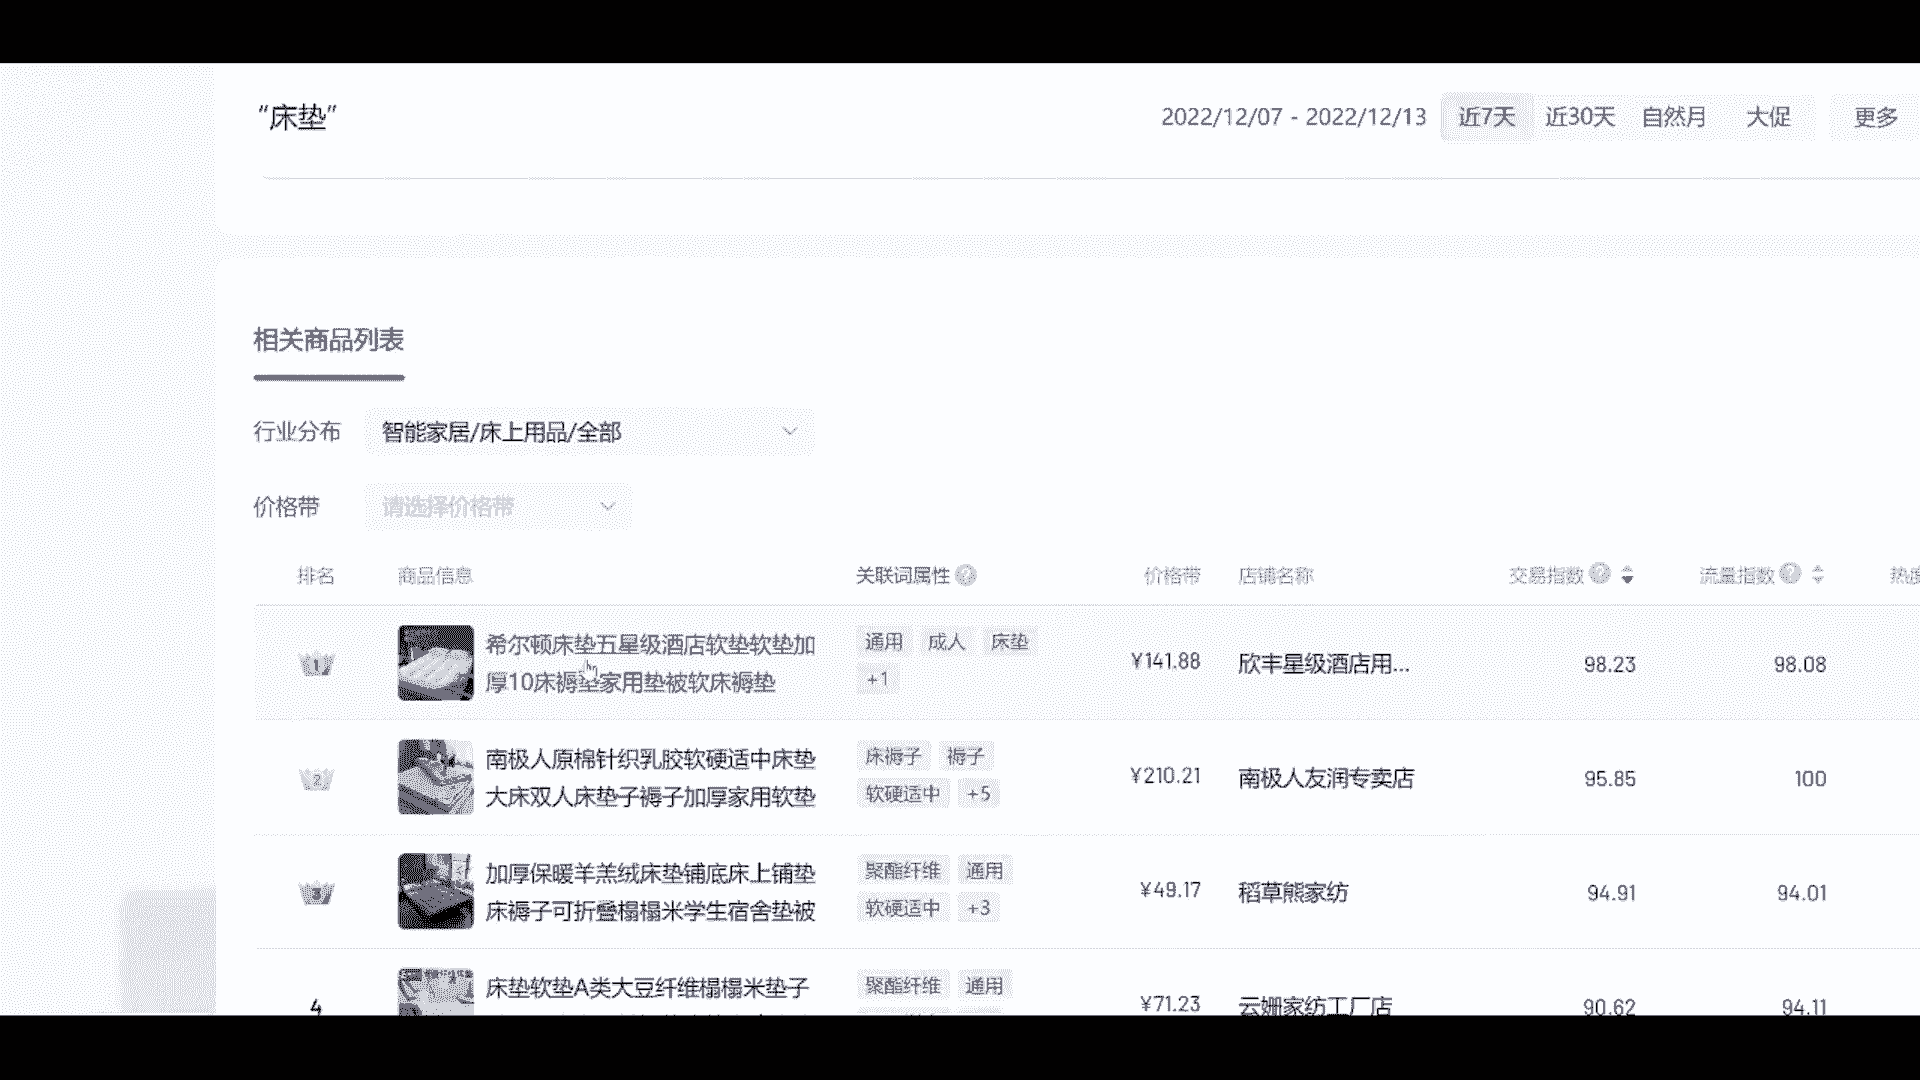 “床垫”
2022/12/07 - 2022/12/13 近7天 近30天 自然月 大促 更多
相关商品列表
行业分布 智能家居/床上用品/全部
价格带 请选择价格带
排名 商品信息 关联词属性 价格带 店铺名称 交易指数 流量指数 热度
1 希尔顿床垫五星级酒店软垫软垫加 通用 成人 床垫 ¥141.88 欣丰星级酒店用... 98.23 98.08
厚10床褥垫家用垫被软床褥垫 +1
2 南极人原棉针织乳胶软硬适中床垫 床褥子 褥子 ¥210.21 南极人友润专卖店 95.85 100
大床双人床垫子褥子加厚家用软垫 软硬适中 +5
3 加厚保暖羊羔绒床垫铺底床上铺垫 聚酯纤维 通用 ¥49.17 稻草熊家纺 94.91 94.01
床褥子可折叠榻榻米学生宿舍垫被 软硬适中 +3
4 床垫软垫A类大豆纤维榻榻米垫子 聚酯纤维 通用 ¥71.23 云姗家纺工厂店 90.62 94.11